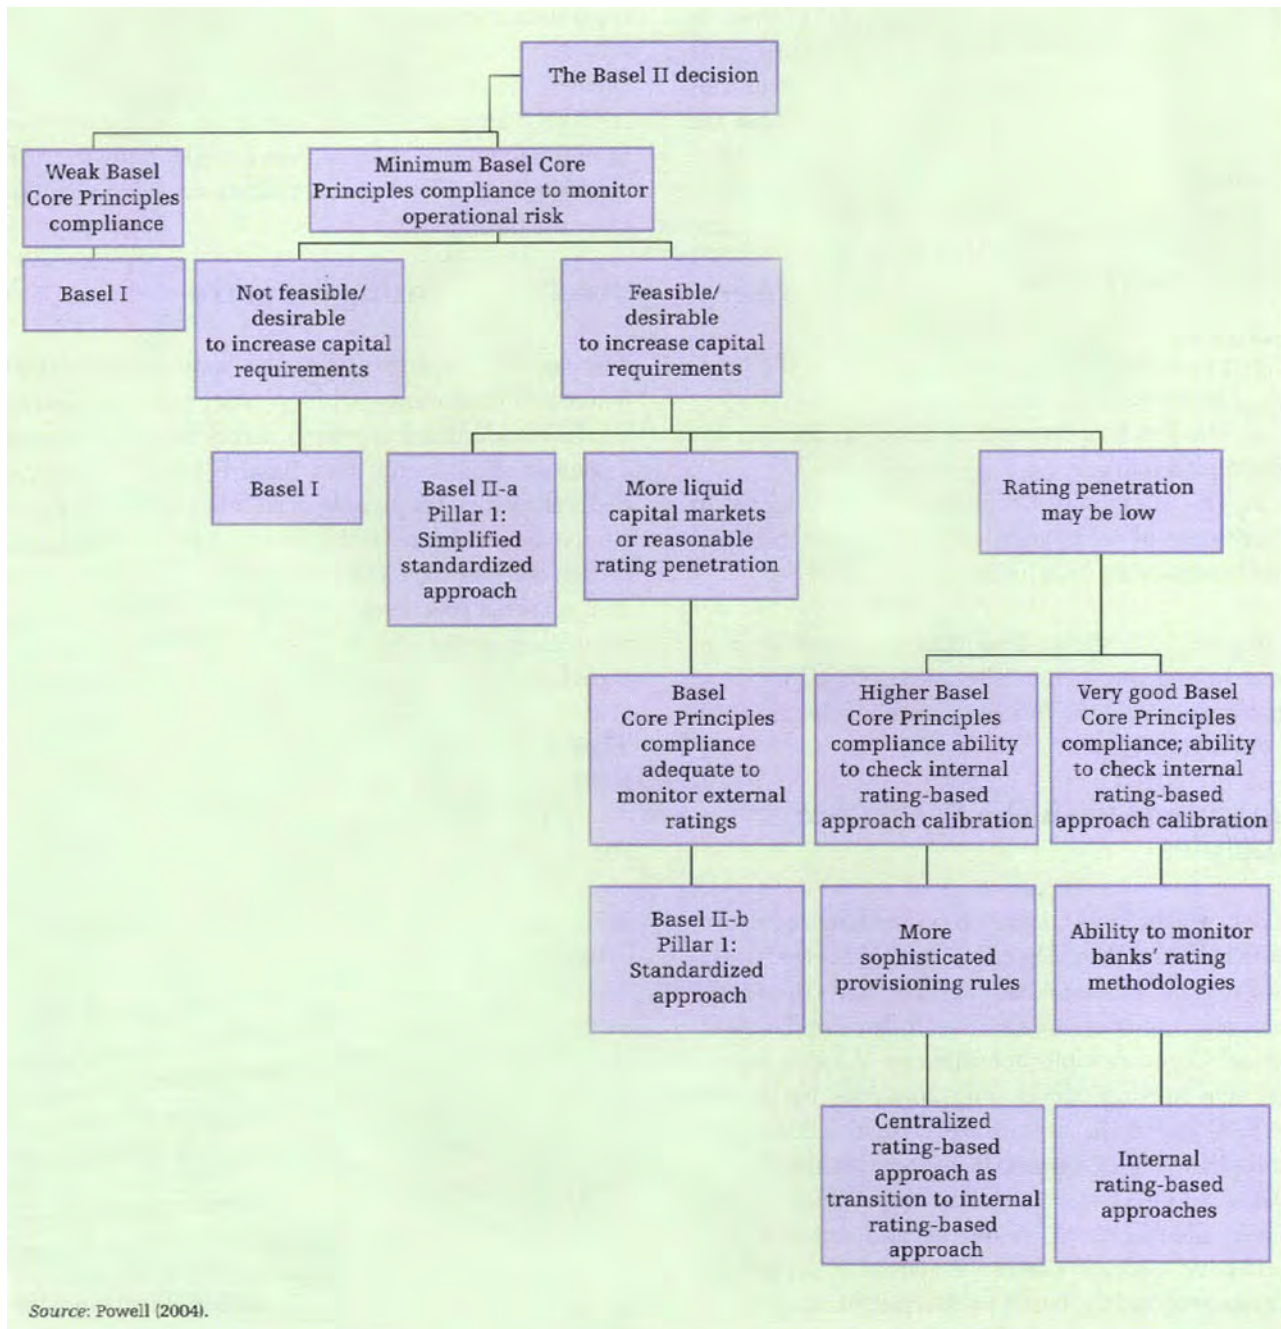 The Basel II decision
Weak Basel
Core Principles
compliance
Minimum Basel Core
Principles compliance to monitor
operational risk
Basel I
Not feasible/
desirable
to increase capital
requirements
Feasible/
desirable
to increase capital
requirements
Basel I
Basel II-a
Pillar 1:
Simplified
standardized
approach
More liquid
capital markets
or reasonable
rating penetration
Rating penetration
may be low
Basel
Core Principles
compliance
adequate to
monitor external
ratings
Higher Basel
Core Principles
compliance ability
to check internal
rating-based
approach calibration
Very good Basel
Core Principles
compliance; ability
to check internal
rating-based
approach calibration
Basel II-b
Pillar 1:
Standardized
approach
More
sophisticated
provisioning rules
Ability to monitor
banks' rating
methodologies
Centralized
rating-based
approach as
transition to internal
rating-based
approach
Internal
rating-based
approaches
Source: Powell (2004).